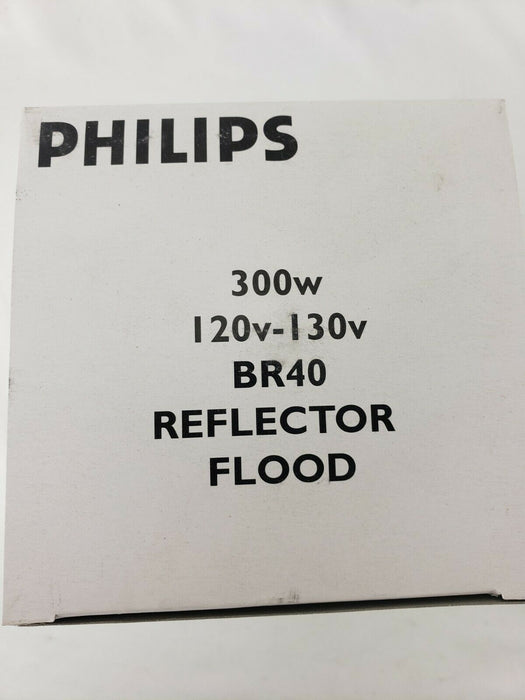 PHILIPS
300w
120v-130v
BR40
REFLECTOR
FLOOD